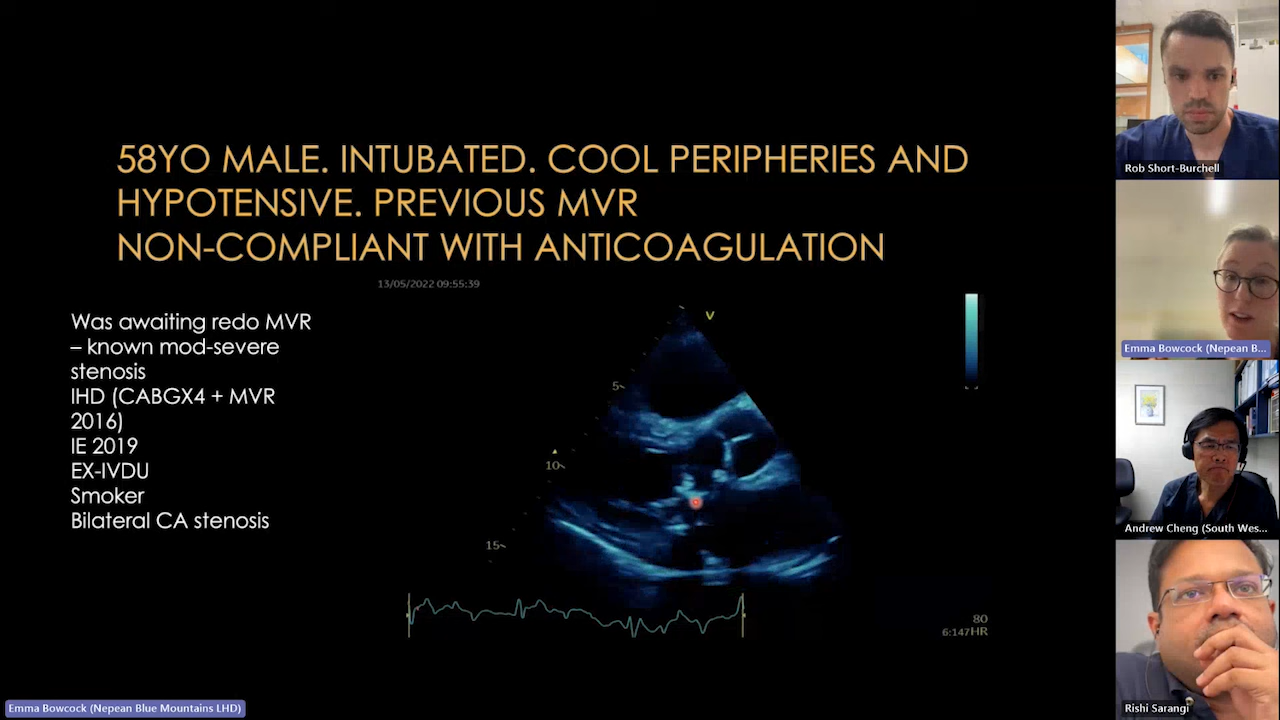 58YO MALE. INTUBATED. COOL PERIPHERIES AND
HYPOTENSIVE. PREVIOUS MVR
NON-COMPLIANT WITH ANTICOAGULATION
13/05/2022 09:55:39
Was awaiting redo MVR
– known mod-severe
stenosis
IHD (CABGX4 + MVR
2016)
IE 2019
EX-IVDU
Smoker
Bilateral CA stenosis
V
5
10
15
80
6:147HR
Rob Short-Burchell
Emma Bowcock (Nepean B...
Andrew Cheng (South Wes...
Rishi Sarangi
Emma Bowcock (Nepean Blue Mountains LHD)